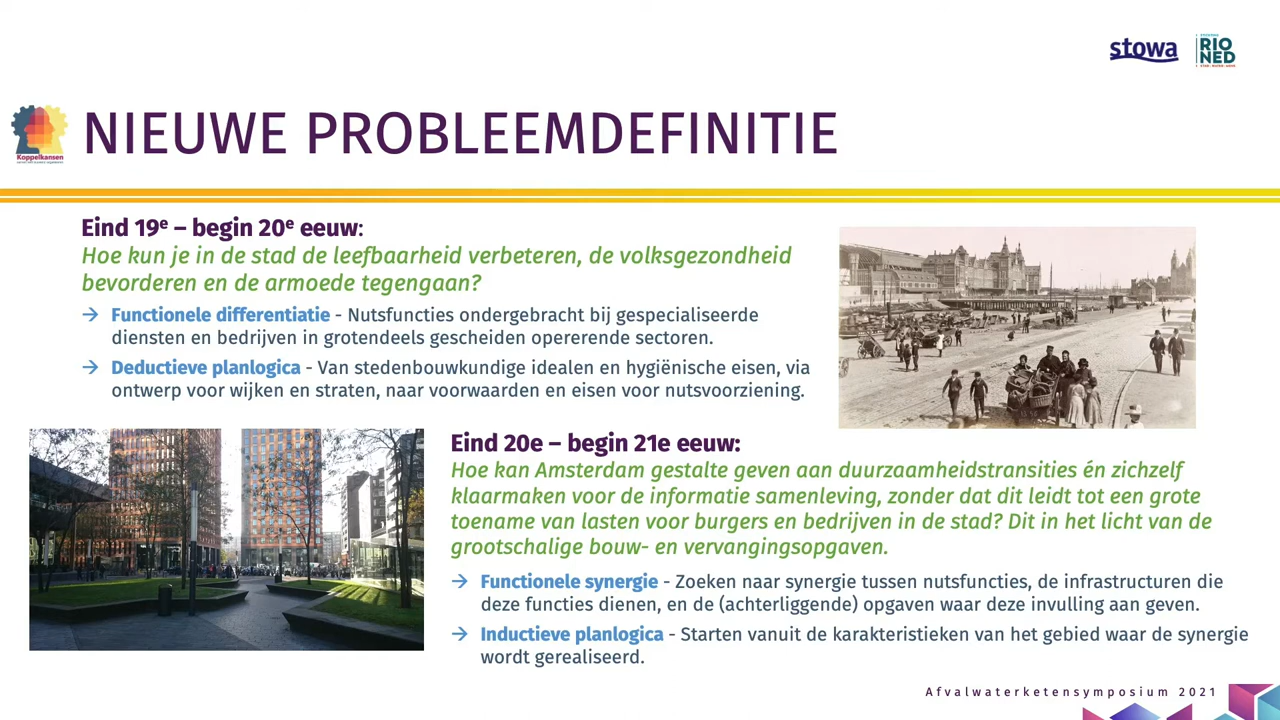 stowa
RIO
NED
NIEUWE PROBLEEMDEFINITIE
Koppelkansen
Eind 19e – begin 20e eeuw:
Hoe kun je in de stad de leefbaarheid verbeteren, de volksgezondheid
bevorderen en de armoede tegengaan?
→ Functionele differentiatie - Nutsfuncties ondergebracht bij gespecialiseerde
diensten en bedrijven in grotendeels gescheiden opererende sectoren.
→ Deductieve planlogica - Van stedenbouwkundige idealen en hygiënische eisen, via
ontwerp voor wijken en straten, naar voorwaarden en eisen voor nutsvoorziening.
Eind 20e – begin 21e eeuw:
Hoe kan Amsterdam gestalte geven aan duurzaamheidstransities én zichzelf
klaarmaken voor de informatie samenleving, zonder dat dit leidt tot een grote
toename van lasten voor burgers en bedrijven in de stad? Dit in het licht van de
grootschalige bouw- en vervangingsopgaven.
→ Functionele synergie - Zoeken naar synergie tussen nutsfuncties, de infrastructuren die
deze functies dienen, en de (achterliggende) opgaven waar deze invulling aan geven.
→ Inductieve planlogica - Starten vanuit de karakteristieken van het gebied waar de synergie
wordt gerealiseerd.
Afvalwaterketensymposium 2021